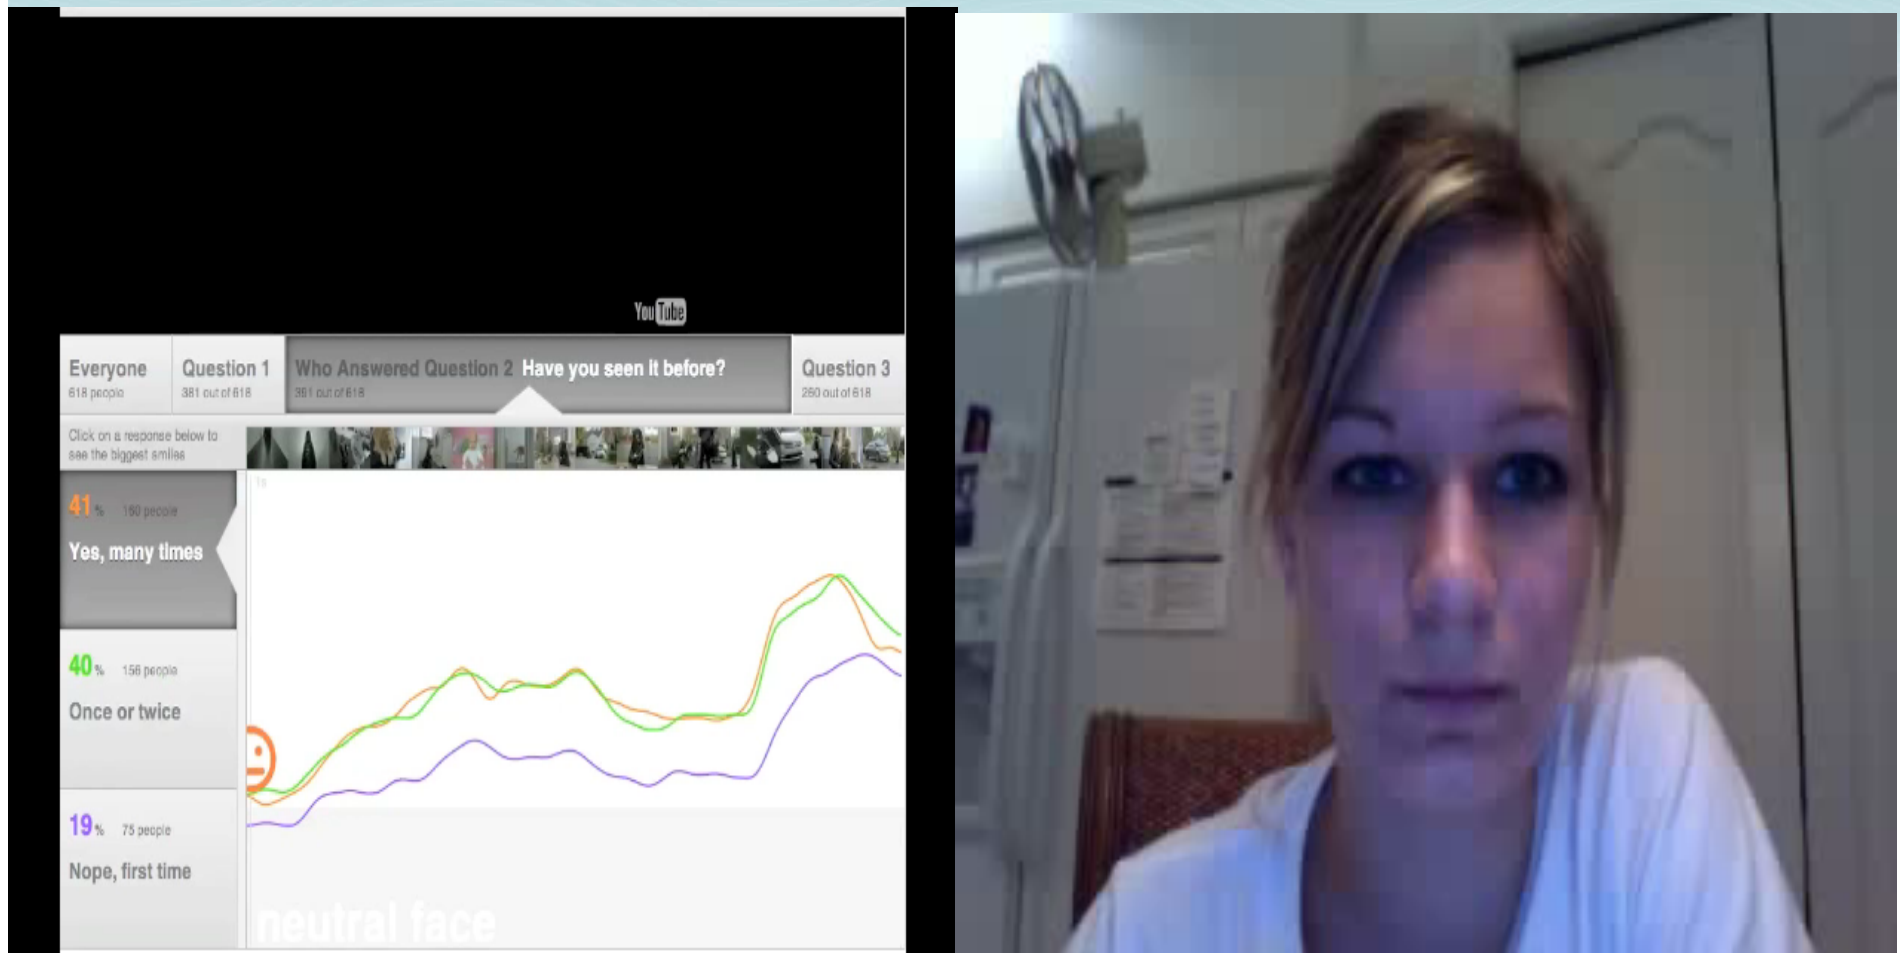 YouTube
Everyone
618 people
Question 1
381 out of 618
Who Answered Question 2 Have you seen it before?
391 out of 618
Question 3
260 out of 618
Click on a response below to
see the biggest smiles
1s
41% 160 people
Yes, many times
40% 156 people
Once or twice
19% 75 people
Nope, first time
neutral face